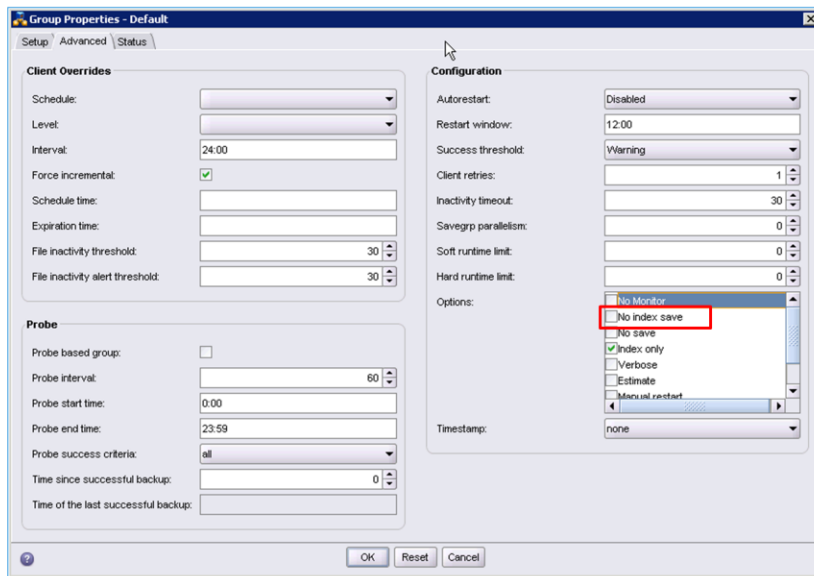 Group Properties - Default
Setup Advanced Status
Client Overrides
Schedule:
Level:
Interval: 24:00
Force incremental:
Schedule time:
Expiration time:
File inactivity threshold: 30
File inactivity alert threshold: 30
Probe
Probe based group:
Probe interval: 60
Probe start time: 0:00
Probe end time: 23:59
Probe success criteria: all
Time since successful backup: 0
Time of the last successful backup:
Configuration
Autorestart: Disabled
Restart window: 12:00
Success threshold: Warning
Client retries: 1
Inactivity timeout: 30
Savegrp parallelism: 0
Soft runtime limit: 0
Hard runtime limit: 0
Options:
No Monitor
No index save
No save
Index only
Verbose
Estimate
Manual restart
Timestamp: none
OK Reset Cancel